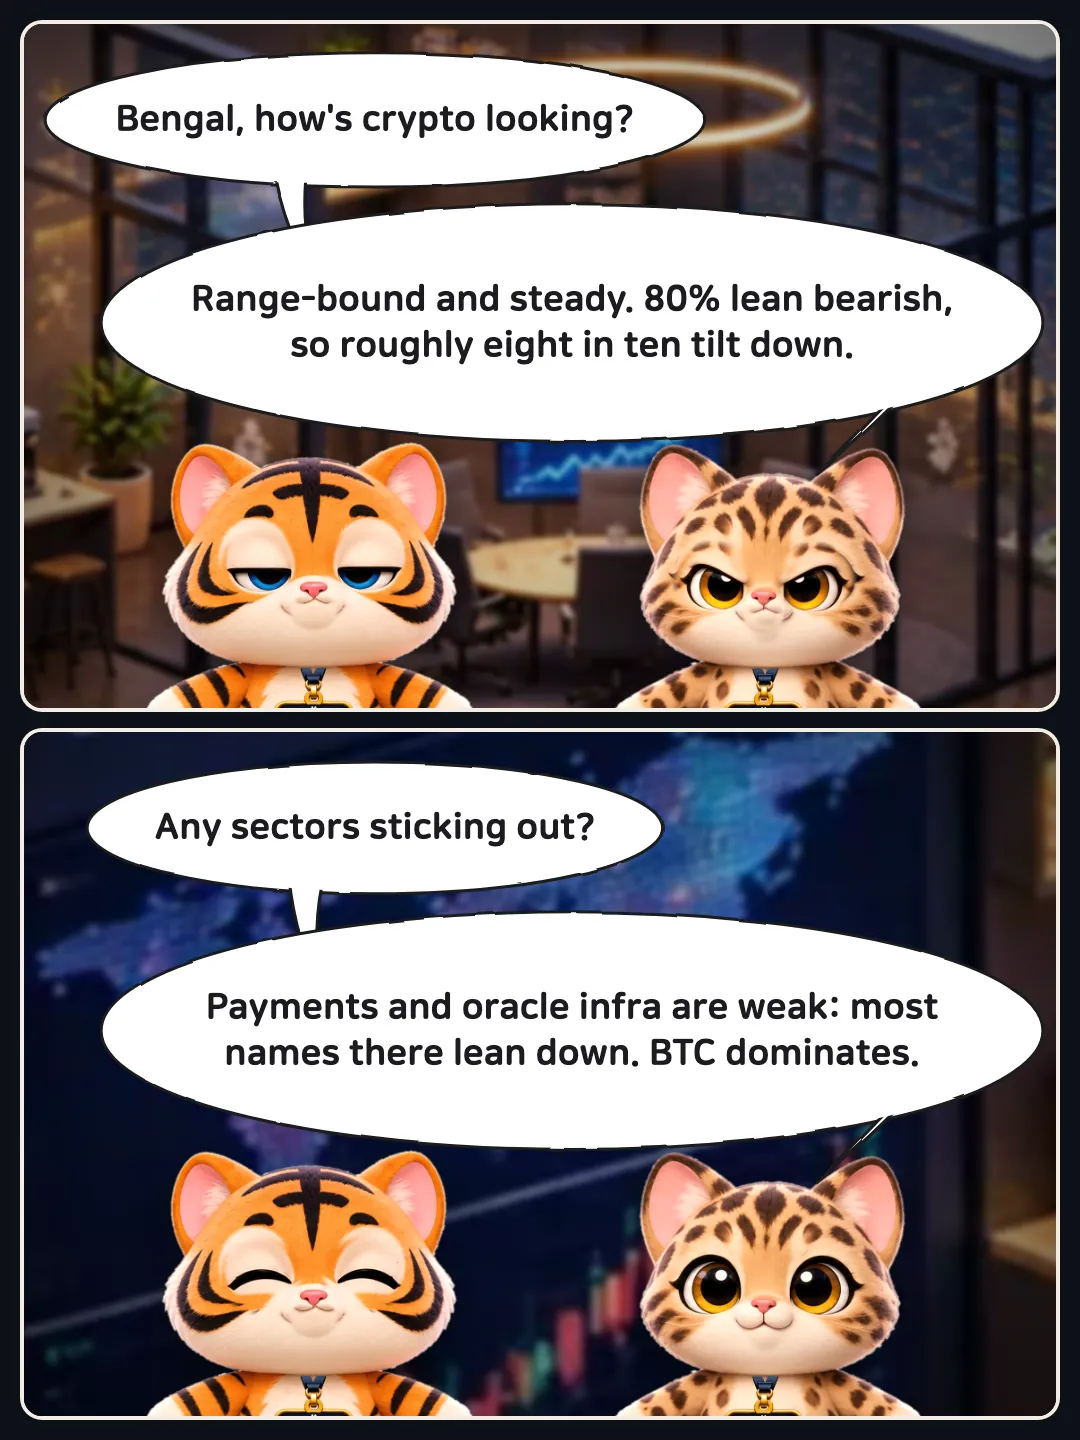 Bengal, how's crypto looking?
Range-bound and steady. 80% lean bearish,
so roughly eight in ten tilt down.
Any sectors sticking out?
Payments and oracle infra are weak: most
names there lean down. BTC dominates.